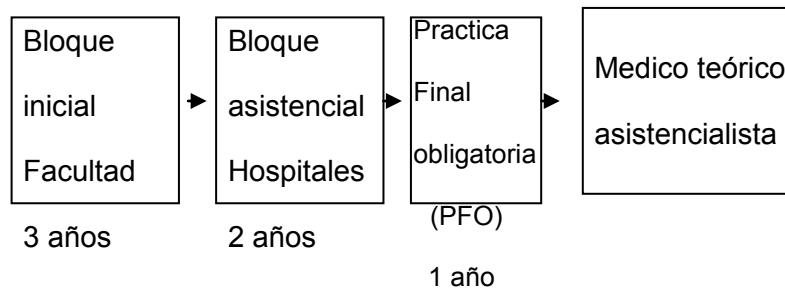 Bloque
inicial
Facultad
3 años
Bloque
asistencial
Hospitales
2 años
Practica
Final
obligatoria
(PFO)
1 año
Medico teórico
asistencialista